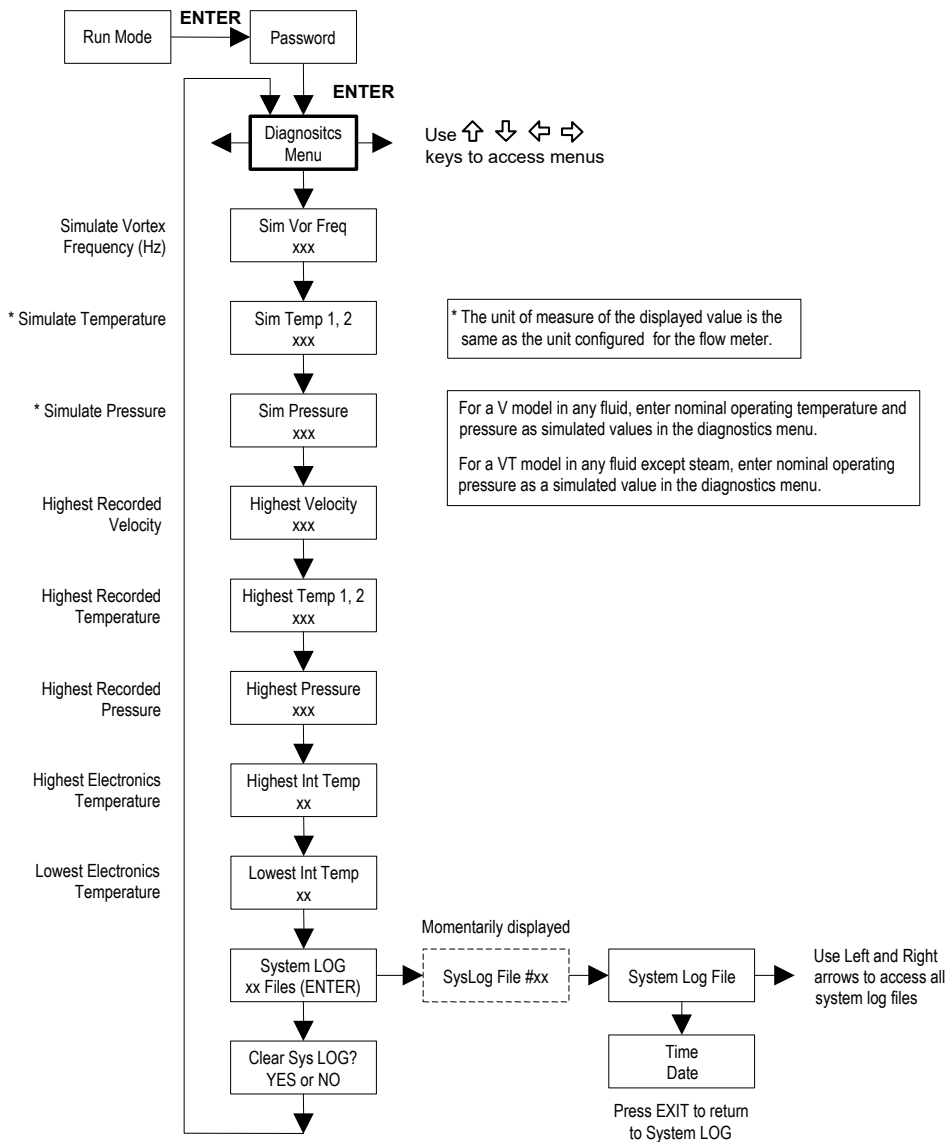 Run Mode
ENTER
Password
ENTER
Diagnositcs
Menu
Use
keys to access menus
Simulate Vortex
Frequency (Hz)
Sim Vor Freq
xxx
* Simulate Temperature
Sim Temp 1, 2
xxx
* The unit of measure of the displayed value is the
same as the unit configured for the flow meter.
* Simulate Pressure
Sim Pressure
xxx
For a V model in any fluid, enter nominal operating temperature and
pressure as simulated values in the diagnostics menu.
For a VT model in any fluid except steam, enter nominal operating
pressure as a simulated value in the diagnostics menu.
Highest Recorded
Velocity
Highest Velocity
xxx
Highest Recorded
Temperature
Highest Temp 1, 2
xxx
Highest Recorded
Pressure
Highest Pressure
xxx
Highest Electronics
Temperature
Highest Int Temp
xx
Lowest Electronics
Temperature
Lowest Int Temp
xx
System LOG
xx Files (ENTER)
Momentarily displayed
SysLog File #xx
System Log File
Use Left and Right
arrows to access all
system log files
Clear Sys LOG?
YES or NO
Time
Date
Press EXIT to return
to System LOG